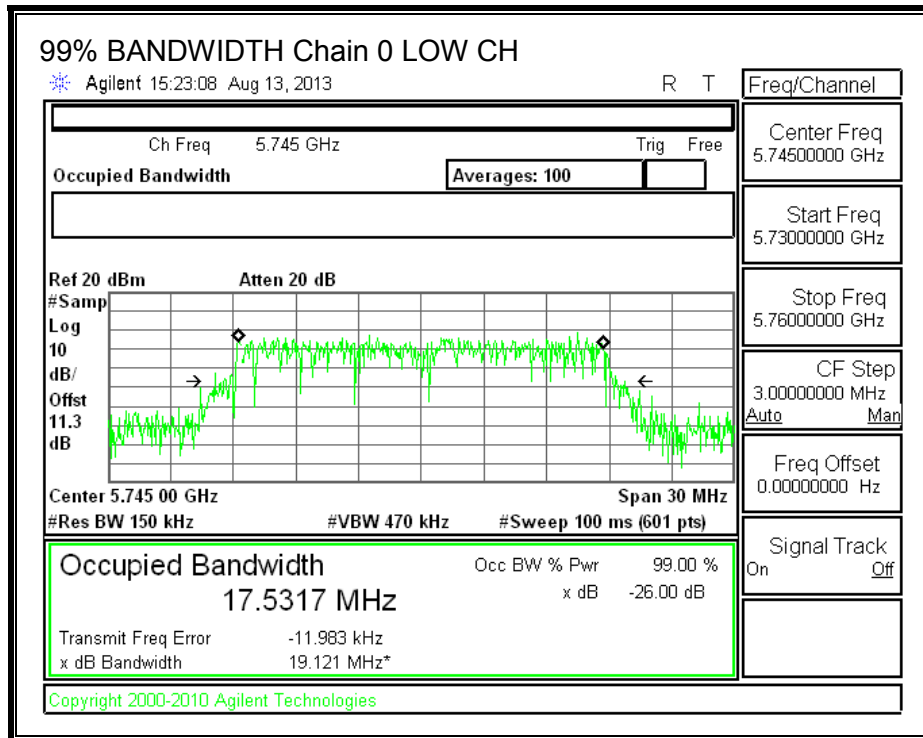 99% BANDWIDTH Chain 0 LOW CH
Agilent 15:23:08 Aug 13, 2013 R T
Freq/Channel
Ch Freq 5.745 GHz Trig Free
Occupied Bandwidth Averages: 100
Center Freq
5.74500000 GHz
Start Freq
5.73000000 GHz
Stop Freq
5.76000000 GHz
CF Step
3.00000000 MHz
Auto Man
Freq Offset
0.00000000 Hz
Signal Track
On Off
Ref 20 dBm Atten 20 dB
#Samp
Log
10
dB/
Offst
11.3
dB
Center 5.745 00 GHz Span 30 MHz
#Res BW 150 kHz #VBW 470 kHz #Sweep 100 ms (601 pts)
Occupied Bandwidth Occ BW % Pwr 99.00 %
17.5317 MHz x dB -26.00 dB
Transmit Freq Error -11.983 kHz
x dB Bandwidth 19.121 MHz*
Copyright 2000-2010 Agilent Technologies